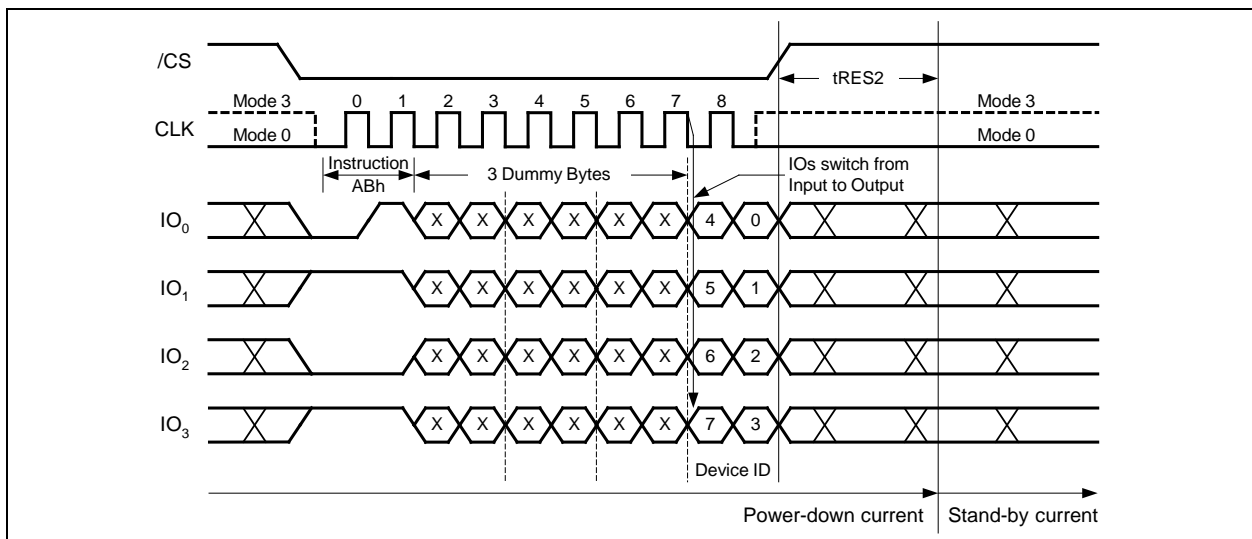 /CS
tRES2
Mode 3 0 1 2 3 4 5 6 7 8 Mode 3
CLK
Mode 0 Mode 0
Instruction
ABh
3 Dummy Bytes
IOs switch from
Input to Output
IO0 X X X X X X 4 0
IO1 X X X X X X 5 1
IO2 X X X X X X 6 2
IO3 X X X X X X 7 3
Device ID
Power-down current Stand-by current